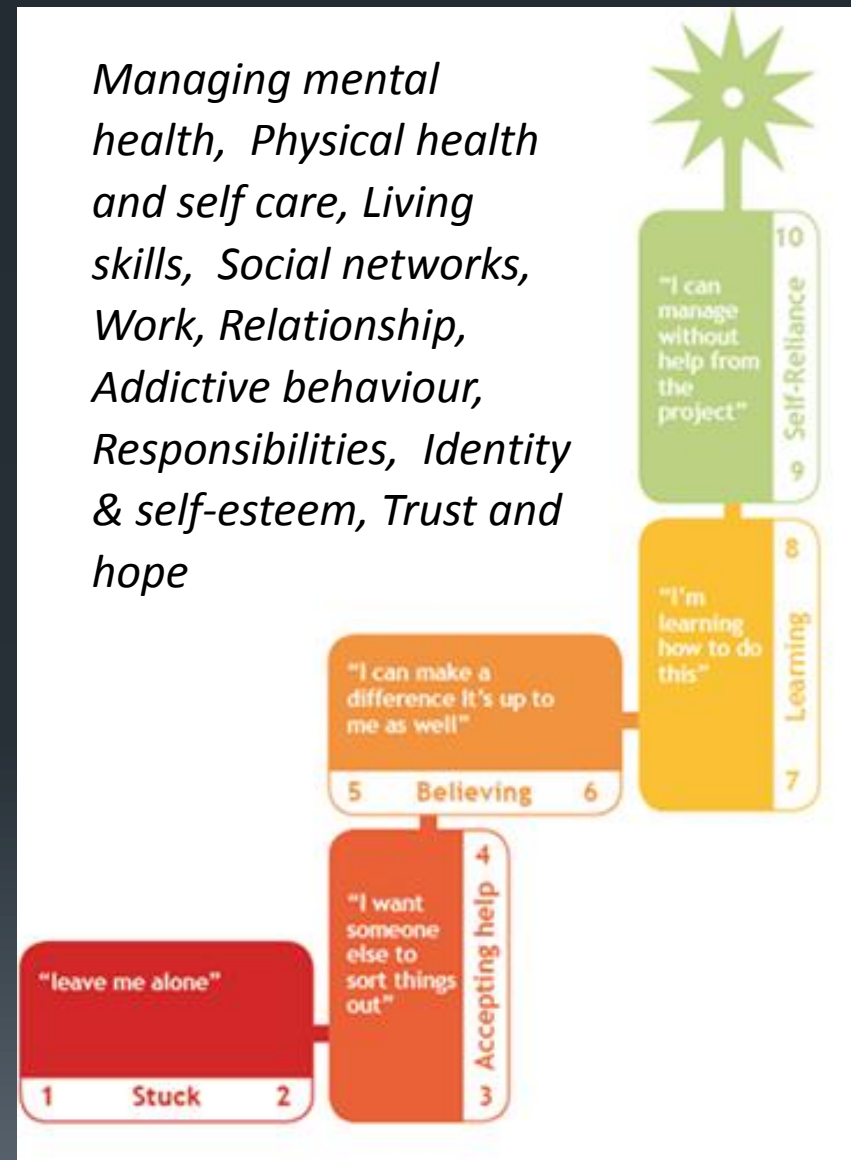 Managing mental
health,  Physical health
and self care, Living
skills,  Social networks,
Work, Relationship,
Addictive behaviour,
Responsibilities,  Identity
& self-esteem, Trust and
hope
10
"I can
manage
without
help from
the
project"
Self-Reliance
9
8
"I'm
learning
how to do
this"
Learning
7
"I can make a
difference It's up to
me as well"
5 Believing 6
4
"I want
someone
else to
sort things
out"
Accepting help
3
"leave me alone"
1 Stuck 2